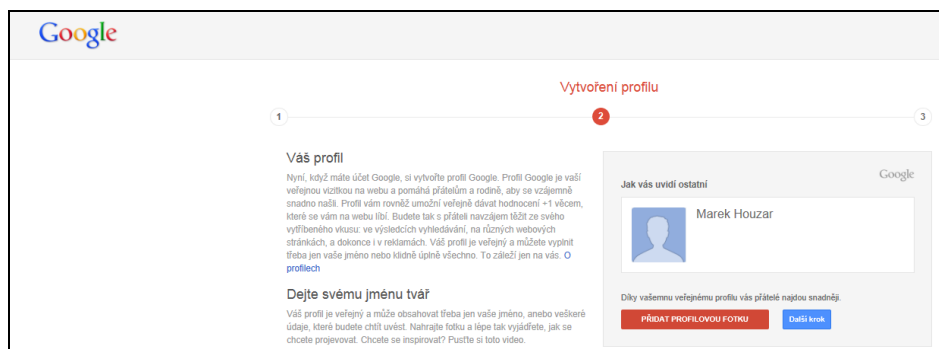 Google
Vytvoření profilu
1
2
3
Váš profil
Nyní, když máte účet Google, si vytvořte profil Google. Profil Google je vaší
veřejnou vizitkou na webu a pomáhá přátelům a rodině, aby se vzájemně
snadno našli. Profil vám rovněž umožní veřejně dávat hodnocení +1 věcem,
které se vám na webu líbí. Budete tak s přáteli navzájem těžit ze svého
vytříbeného vkusu: ve výsledcích vyhledávání, na různých webových
stránkách, a dokonce i v reklamách. Váš profil je veřejný a můžete vyplnit
třeba jen vaše jméno nebo klidně úplně všechno. To záleží jen na vás. O
profilech
Dejte svému jménu tvář
Váš profil je veřejný a může obsahovat třeba jen vaše jméno, anebo veškeré
údaje, které budete chtít uvést. Nahrajte fotku a lépe tak vyjádřete, jak se
chcete projevovat. Chcete se inspirovat? Pusťte si toto video.
Google
Jak vás uvidí ostatní
Marek Houzar
Díky vašemu veřejnému profilu vás přátelé najdou snadněji.
PŘIDAT PROFILOVOU FOTKU
Další krok